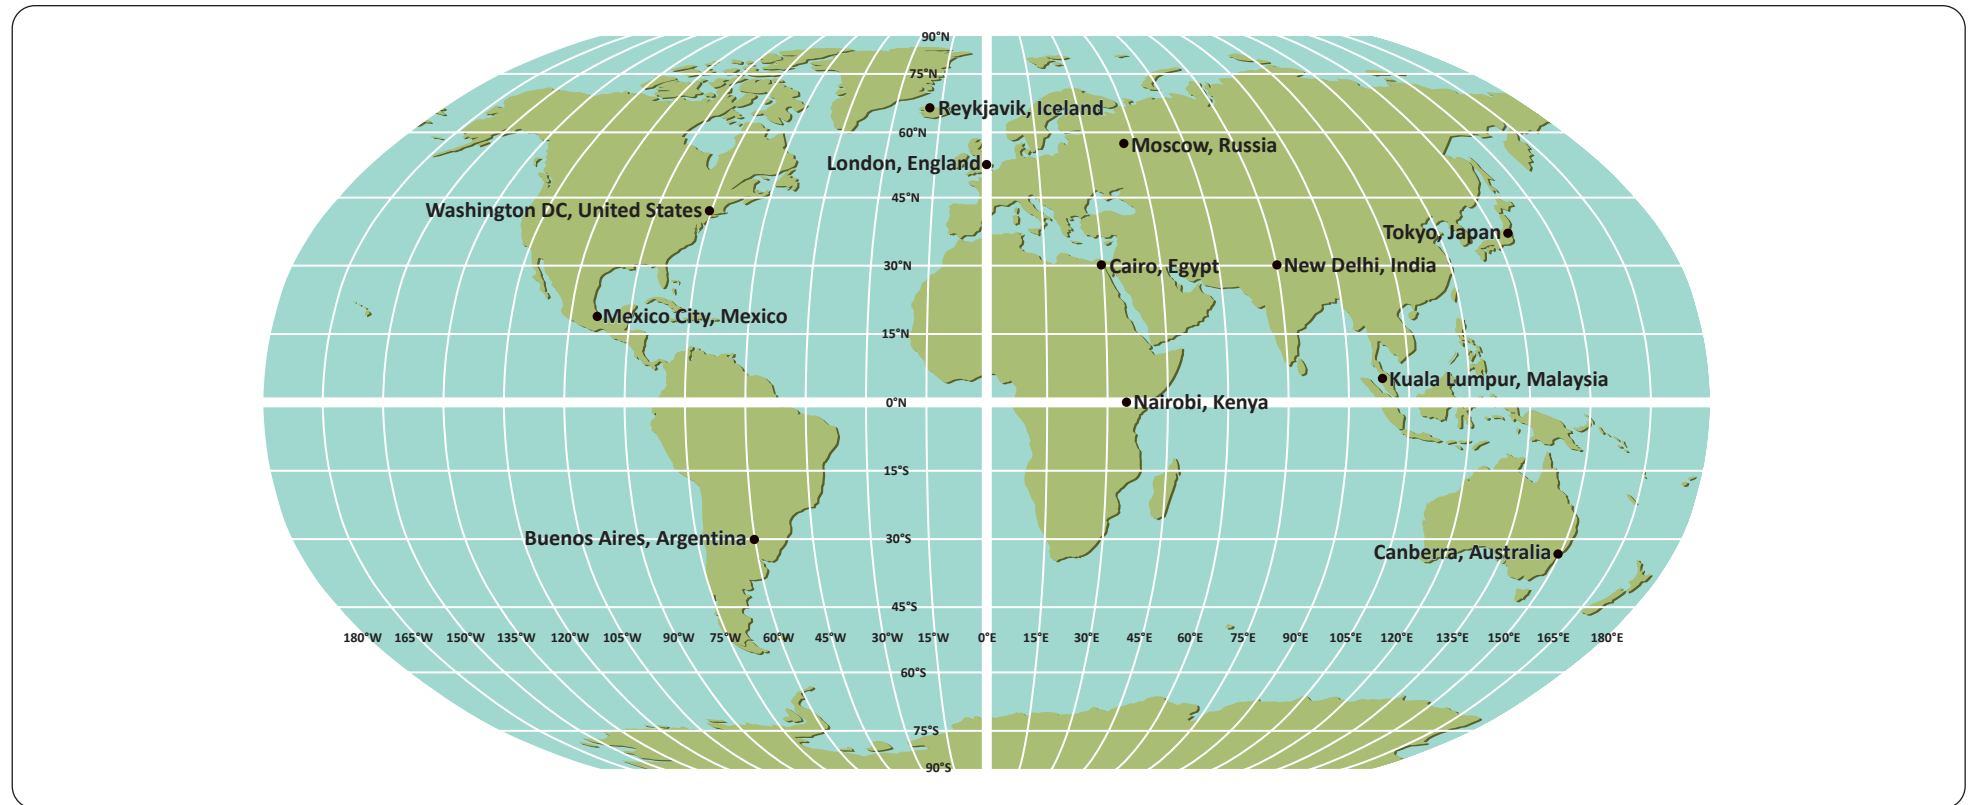 90°N
75°N
Reykjavik, Iceland
60°N
Moscow, Russia
London, England
45°N
Washington DC, United States
Tokyo, Japan
30°N
Cairo, Egypt
New Delhi, India
Mexico City, Mexico
15°N
Kuala Lumpur, Malaysia
0°N
Nairobi, Kenya
15°S
Buenos Aires, Argentina
30°S
Canberra, Australia
45°S
180°W 165°W 150°W 135°W 120°W 105°W 90°W 75°W 60°W 45°W 30°W 15°W 0°E 15°E 30°E 45°E 60°E 75°E 90°E 105°E 120°E 135°E 150°E 165°E 180°E
60°S
75°S
90°S